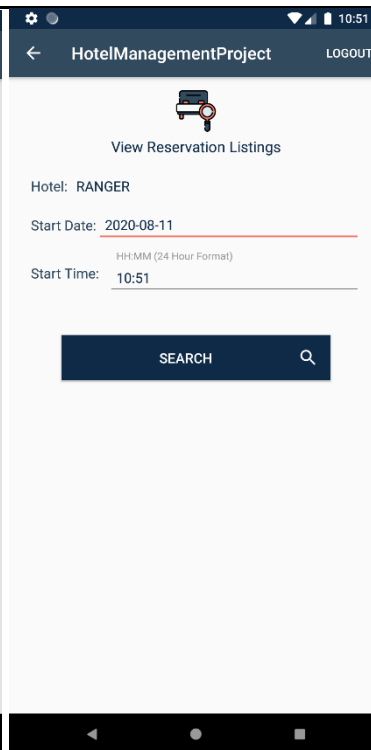 10:51
HotelManagementProject LOGOUT
View Reservation Listings
Hotel: RANGER
Start Date: 2020-08-11
HH:MM (24 Hour Format)
Start Time: 10:51
SEARCH